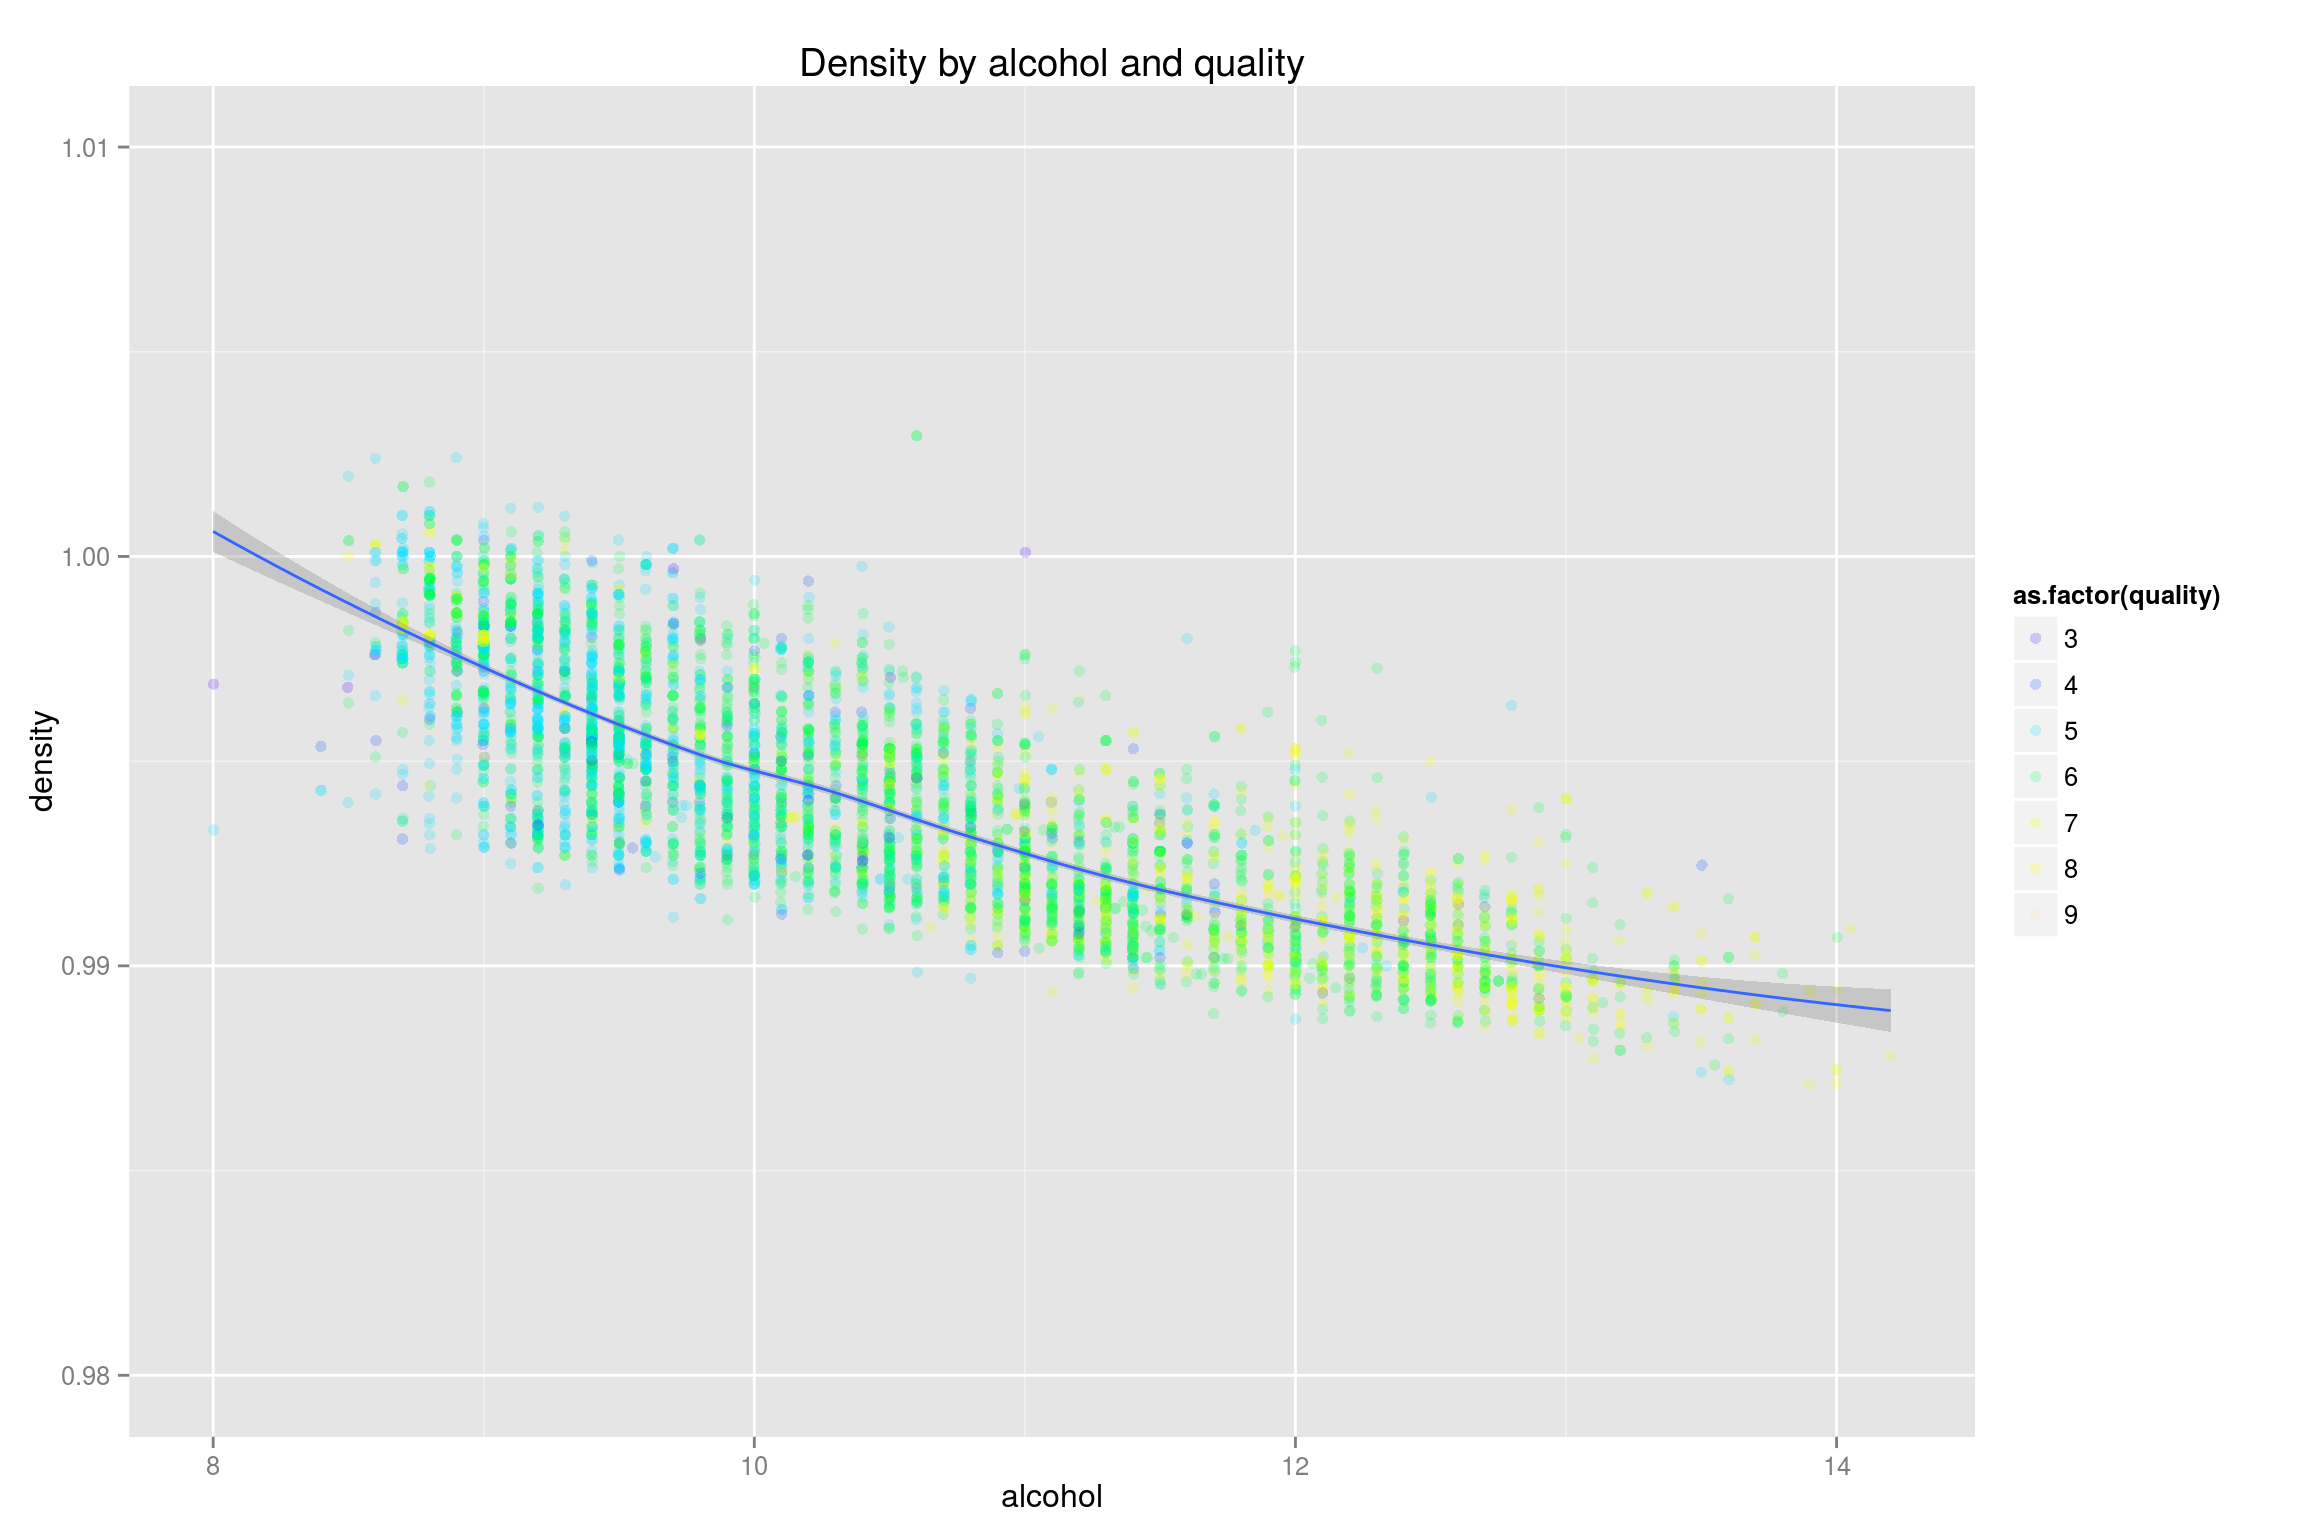 Density by alcohol and quality
1.01
1.00
0.99
0.98
density
8 10 12 14
alcohol
as.factor(quality)
3
4
5
6
7
8
9